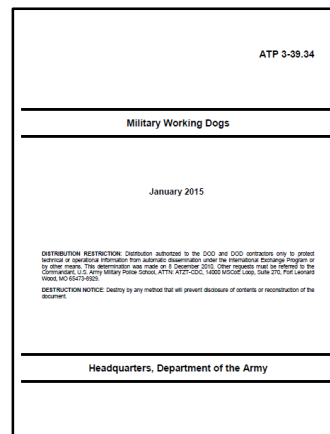 ATP 3-39.34
Military Working Dogs
January 2015
DISTRIBUTION RESTRICTION: Distribution authorized to the DOD and DOD contractors only to protect
technical or operational information from automatic dissemination under the International Exchange Program or
by other means. This determination was made on 8 December 2010. Other requests must be referred to the
Commandant, U.S. Army Military Police School, ATTN: ATZT-CDC, 14000 MSCoE Loop, Suite 270, Fort Leonard
Wood, MO 65473-8929.
DESTRUCTION NOTICE: Destroy by any method that will prevent disclosure of contents or reconstruction of the
document.
Headquarters, Department of the Army